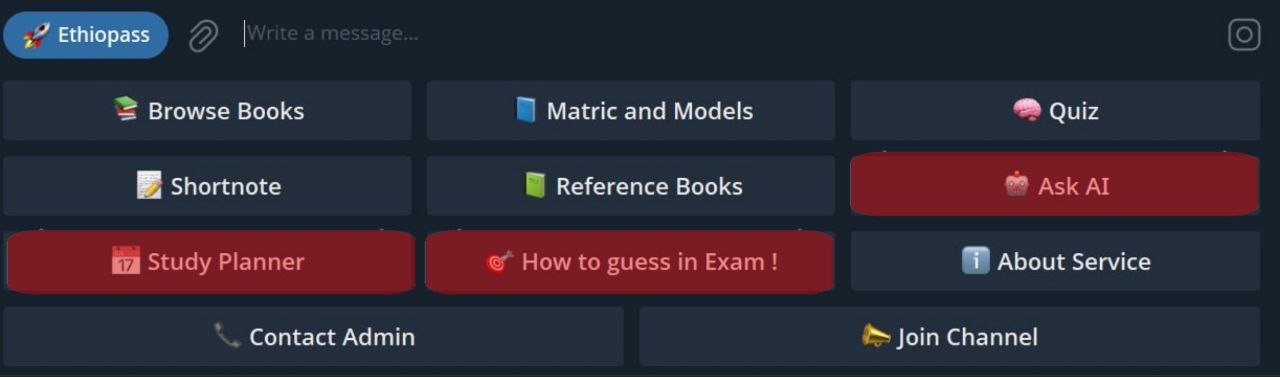 🚀 Ethiopass Write a message...
📚 Browse Books 📘 Matric and Models 🧠 Quiz
📝 Shortnote 📗 Reference Books 🤖 Ask AI
📅 17 Study Planner 🎯 How to guess in Exam ! ℹ️ About Service
📞 Contact Admin 📣 Join Channel